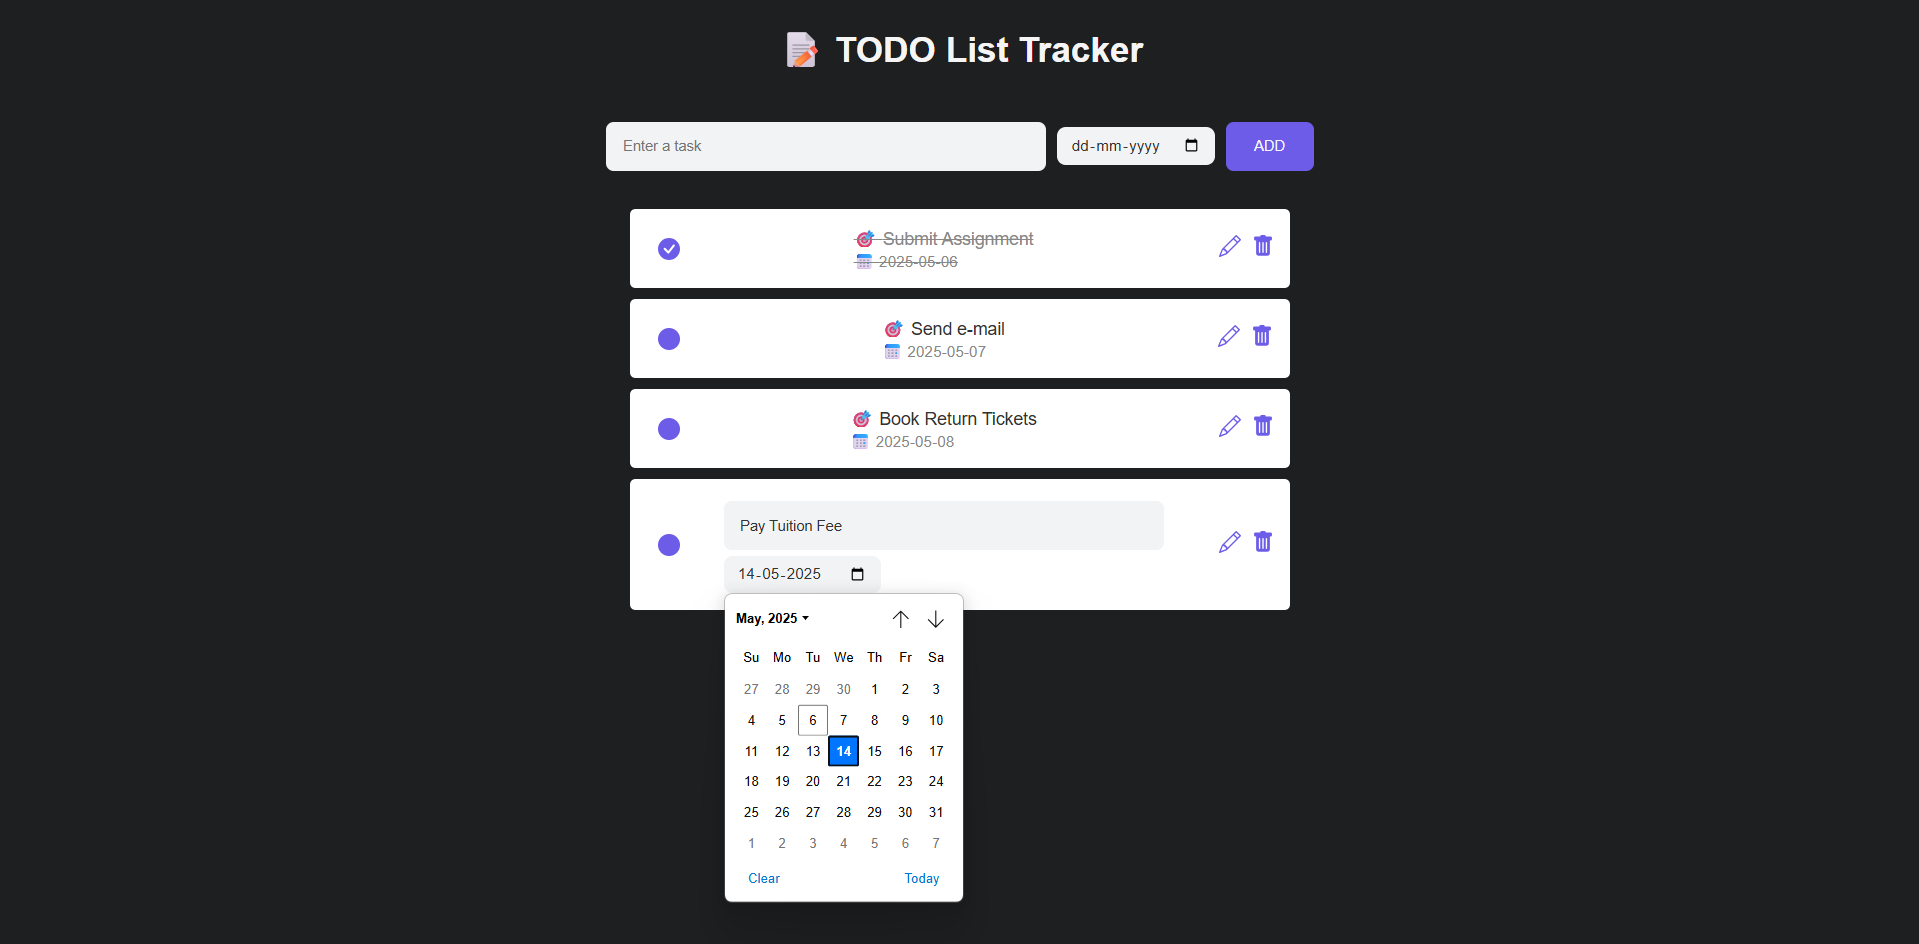 TODO List Tracker
Enter a task
dd-mm-yyyy
ADD
Submit Assignment
2025-05-06
Send e-mail
2025-05-07
Book Return Tickets
2025-05-08
Pay Tuition Fee
14-05-2025
May, 2025
Su Mo Tu We Th Fr Sa
27 28 29 30 1 2 3
4 5 6 7 8 9 10
11 12 13 14 15 16 17
18 19 20 21 22 23 24
25 26 27 28 29 30 31
1 2 3 4 5 6 7
Clear Today